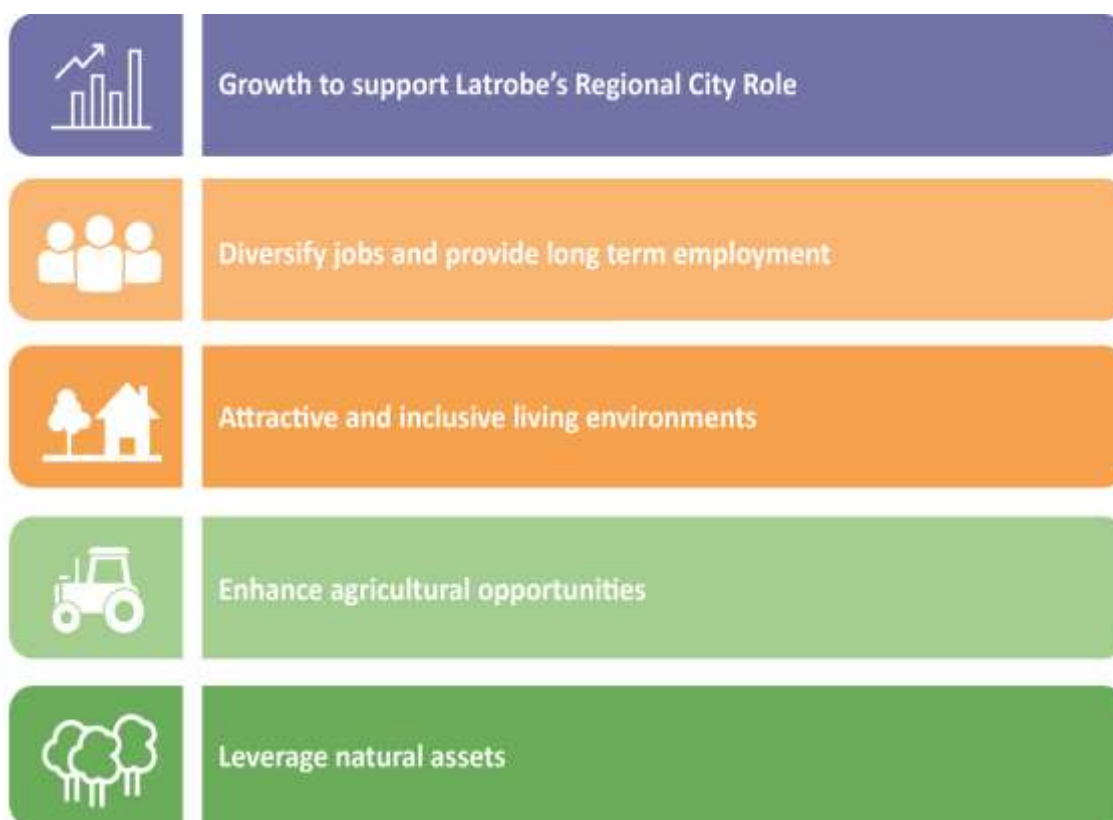 Growth to support Latrobe’s Regional City Role
Diversify jobs and provide long term employment
Attractive and inclusive living environments
Enhance agricultural opportunities
Leverage natural assets